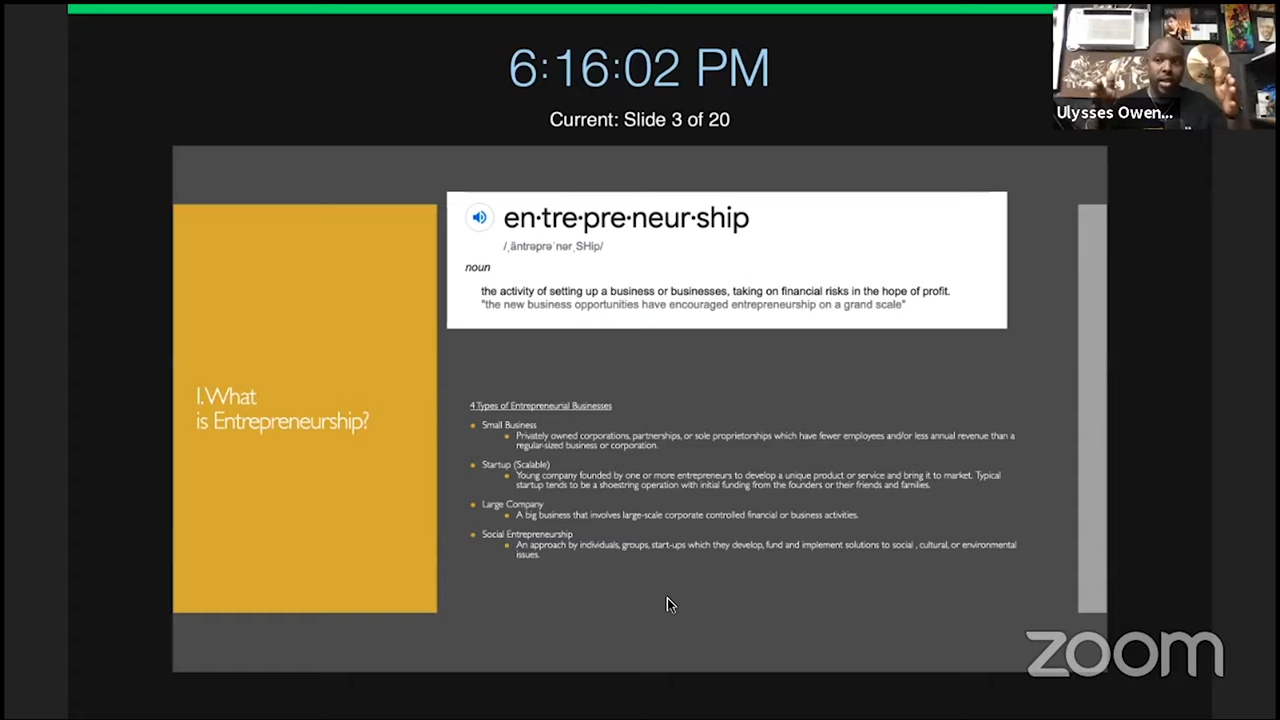 6:16:02 PM
Current: Slide 3 of 20
Ulysses Owen...
en·tre·pre·neur·ship
/ˌäntrəprəˈnərˌSHip/
noun
the activity of setting up a business or businesses, taking on financial risks in the hope of profit.
"the new business opportunities have encouraged entrepreneurship on a grand scale"
I. What
is Entrepreneurship?
4 Types of Entrepreneurial Businesses
Small Business
Privately owned corporations, partnerships, or sole proprietorships which have fewer employees and/or less annual revenue than a
regular-sized business or corporation.
Startup (Scalable)
Young company founded by one or more entrepreneurs to develop a unique product or service and bring it to market. Typical
startup tends to be a shoestring operation with initial funding from the founders or their friends and families.
Large Company
A big business that involves large-scale corporate controlled financial or business activities.
Social Entrepreneurship
An approach by individuals, groups, start-ups which they develop, fund and implement solutions to social , cultural, or environmental
issues.
zoom